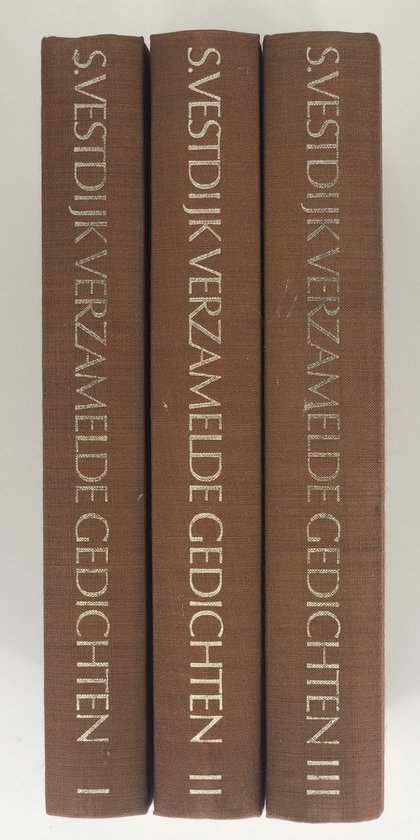 S. VESTDIJK VERZAMELDE GEDICHTEN I
S. VESTDIJK VERZAMELDE GEDICHTEN II
S. VESTDIJK VERZAMELDE GEDICHTEN III